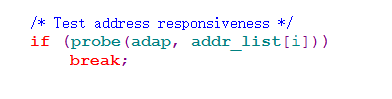 /* Test address responsiveness */
if (probe(adap, addr_list[i]))
break;